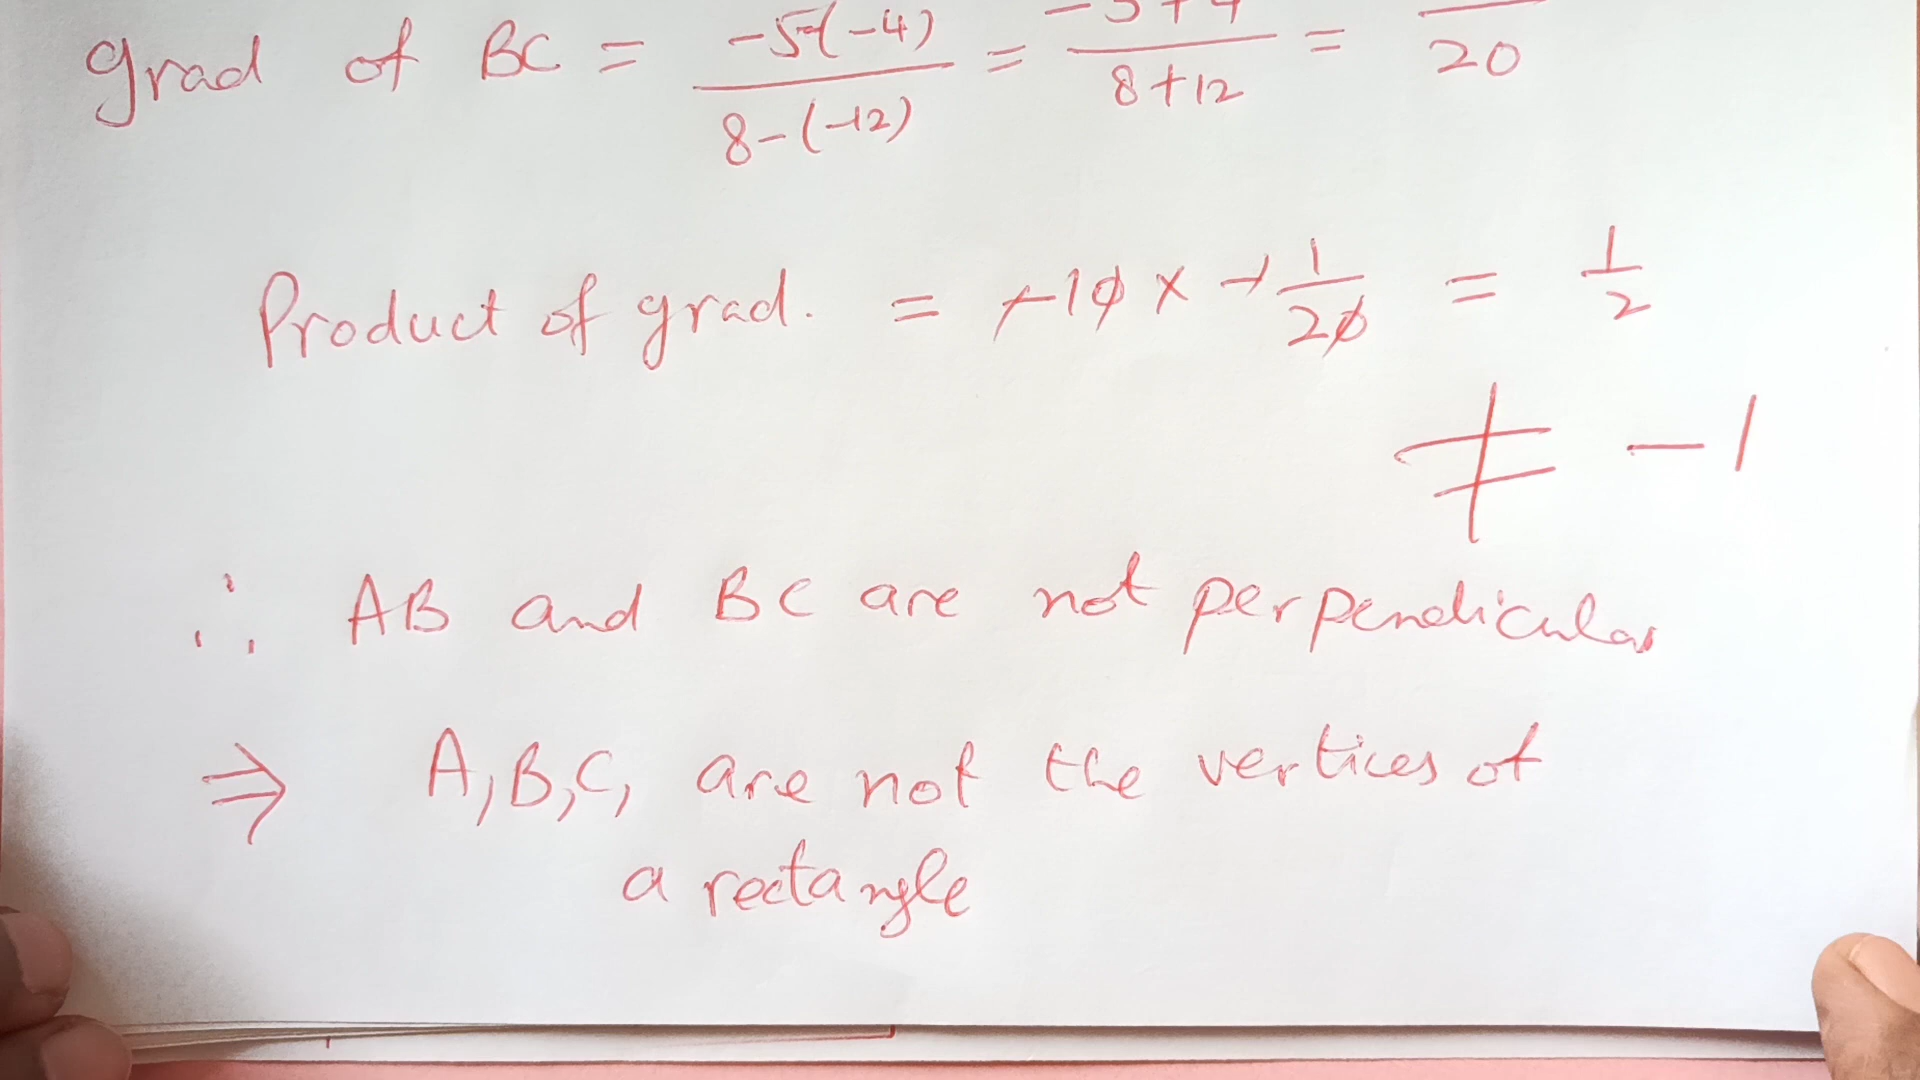 grad of BC = -5-(-4) / 8-(-12) = -5+4 / 8+12 = / 20
Product of grad. = -10 x -1/20 = 1/2
≠ -1
∴ AB and BC are not perpendicular
⇒ A,B,C, are not the vertices of
a rectangle